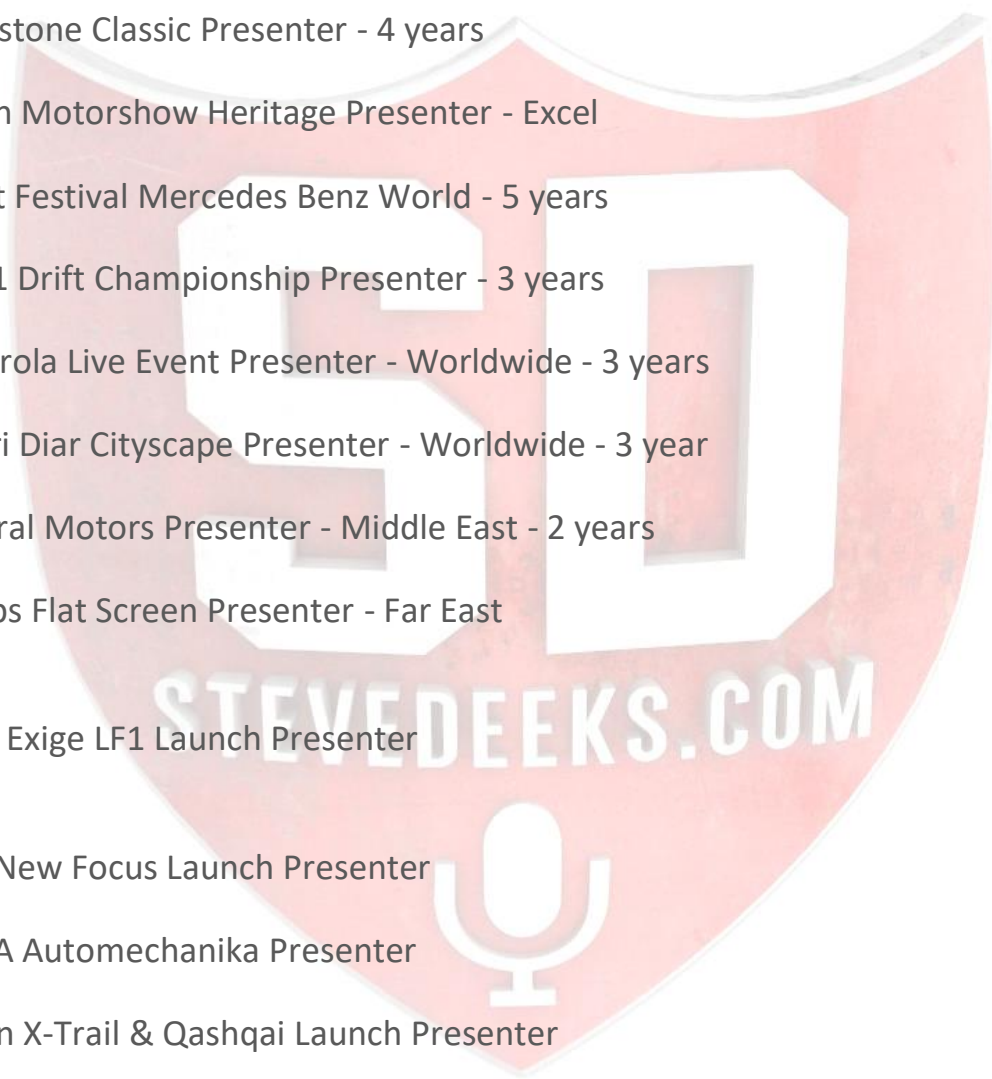 stone Classic Presenter - 4 years
n Motorshow Heritage Presenter - Excel
t Festival Mercedes Benz World - 5 years
1 Drift Championship Presenter - 3 years
rola Live Event Presenter - Worldwide - 3 years
ri Diar Cityscape Presenter - Worldwide - 3 year
ral Motors Presenter - Middle East - 2 years
ps Flat Screen Presenter - Far East
Exige LF1 Launch Presenter
New Focus Launch Presenter
A Automechanika Presenter
n X-Trail & Qashqai Launch Presenter
SD
STEVEDEEKS.COM